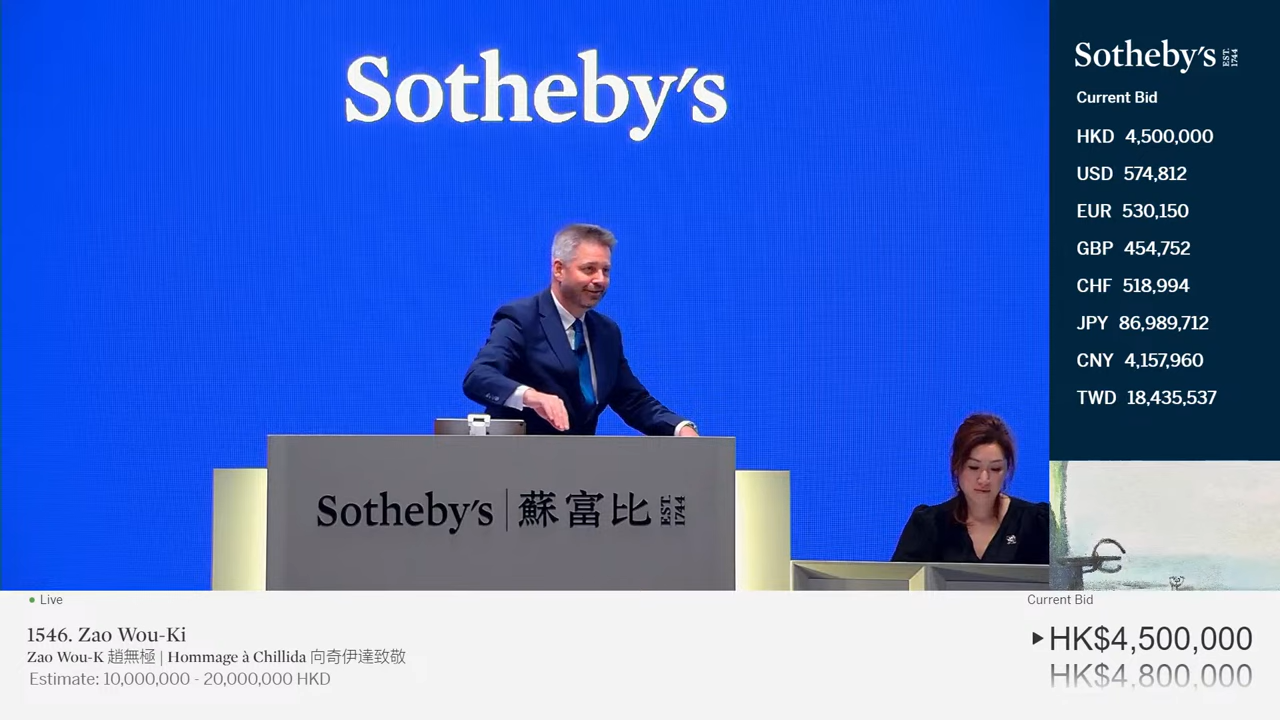 Sotheby's
Sotheby's EST. 1744
Current Bid
HKD 4,500,000
USD 574,812
EUR 530,150
GBP 454,752
CHF 518,994
JPY 86,989,712
CNY 4,157,960
TWD 18,435,537
Sotheby's | 蘇富比 EST. 1744
Live
Current Bid
1546. Zao Wou-Ki
HK$4,500,000
Zao Wou-K 趙無極 | Hommage à Chillida 向奇伊達致敬
Estimate: 10,000,000 - 20,000,000 HKD
HK$4,800,000